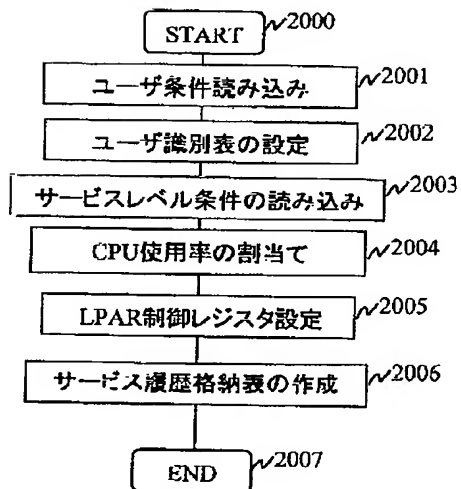 START 2000
ユーザ条件読み込み 2001
ユーザ識別表の設定 2002
サービスレベル条件の読み込み 2003
CPU使用率の割当て 2004
LPAR制御レジスタ設定 2005
サービス履歴格納表の作成 2006
END 2007